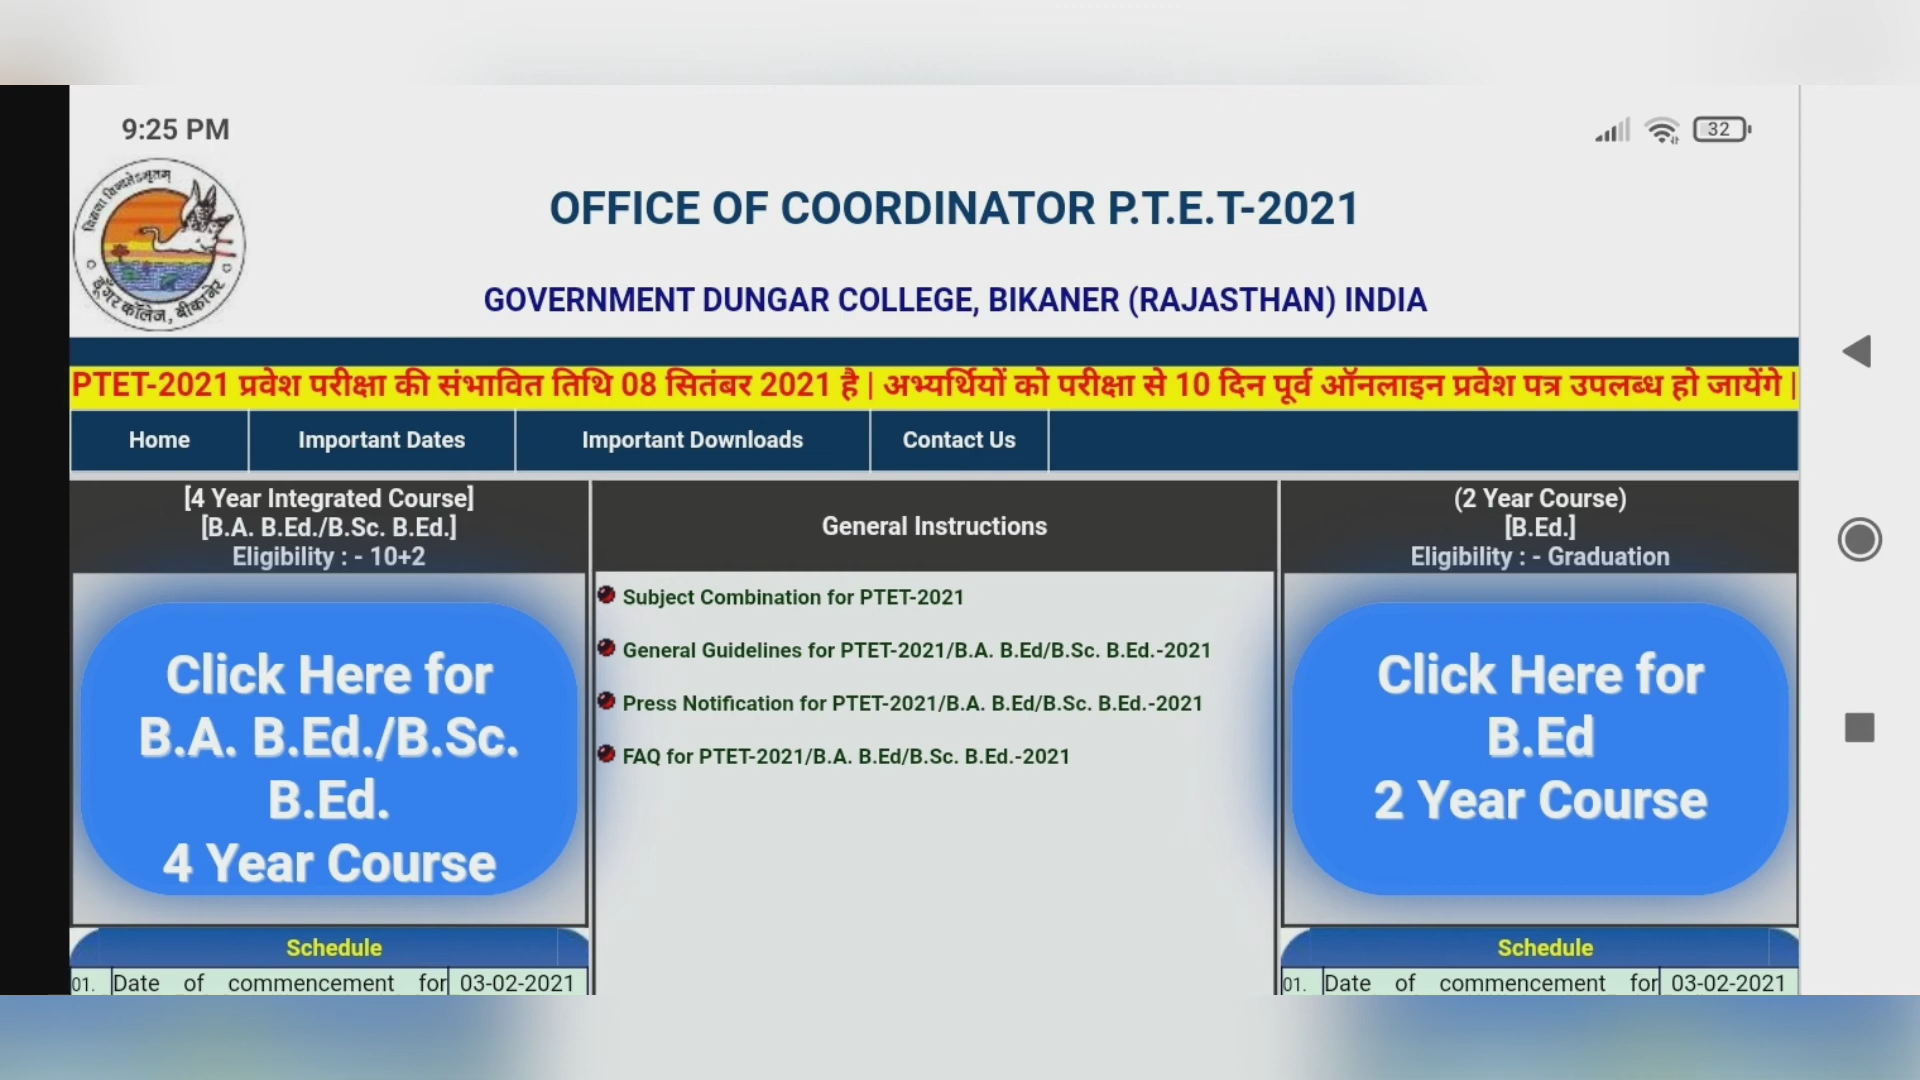 9:25 PM
32
OFFICE OF COORDINATOR P.T.E.T-2021
GOVERNMENT DUNGAR COLLEGE, BIKANER (RAJASTHAN) INDIA
डूँगर कॉलेज, बीकानेर
PTET-2021 प्रवेश परीक्षा की संभावित तिथि 08 सितंबर 2021 है | अभ्यर्थियों को परीक्षा से 10 दिन पूर्व ऑनलाइन प्रवेश पत्र उपलब्ध हो जायेंगे |
Home
Important Dates
Important Downloads
Contact Us
[4 Year Integrated Course]
[B.A. B.Ed./B.Sc. B.Ed.]
Eligibility : - 10+2
Click Here for
B.A. B.Ed./B.Sc.
B.Ed.
4 Year Course
Schedule
01. Date of commencement for 03-02-2021
General Instructions
Subject Combination for PTET-2021
General Guidelines for PTET-2021/B.A. B.Ed/B.Sc. B.Ed.-2021
Press Notification for PTET-2021/B.A. B.Ed/B.Sc. B.Ed.-2021
FAQ for PTET-2021/B.A. B.Ed/B.Sc. B.Ed.-2021
(2 Year Course)
[B.Ed.]
Eligibility : - Graduation
Click Here for
B.Ed
2 Year Course
Schedule
01. Date of commencement for 03-02-2021